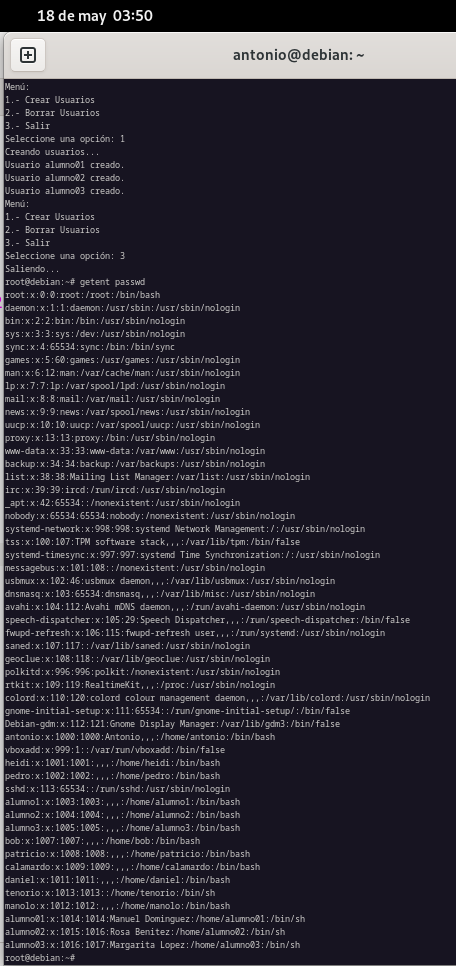 18 de may 03:50
antonio@debian: ~
Menú:
1.- Crear Usuarios
2.- Borrar Usuarios
3.- Salir
Seleccione una opción: 1
Creando usuarios...
Usuario alumno01 creado.
Usuario alumno02 creado.
Usuario alumno03 creado.
Menú:
1.- Crear Usuarios
2.- Borrar Usuarios
3.- Salir
Seleccione una opción: 3
Saliendo...
root@debian:~# getent passwd
root:x:0:0:root:/root:/bin/bash
daemon:x:1:1:daemon:/usr/sbin:/usr/sbin/nologin
bin:x:2:2:bin:/bin:/usr/sbin/nologin
sys:x:3:3:sys:/dev:/usr/sbin/nologin
sync:x:4:65534:sync:/bin:/bin/sync
games:x:5:60:games:/usr/games:/usr/sbin/nologin
man:x:6:12:man:/var/cache/man:/usr/sbin/nologin
lp:x:7:7:lp:/var/spool/lpd:/usr/sbin/nologin
mail:x:8:8:mail:/var/mail:/usr/sbin/nologin
news:x:9:9:news:/var/spool/news:/usr/sbin/nologin
uucp:x:10:10:uucp:/var/spool/uucp:/usr/sbin/nologin
proxy:x:13:13:proxy:/bin:/usr/sbin/nologin
www-data:x:33:33:www-data:/var/www:/usr/sbin/nologin
backup:x:34:34:backup:/var/backups:/usr/sbin/nologin
list:x:38:38:Mailing List Manager:/var/list:/usr/sbin/nologin
irc:x:39:39:ircd:/run/ircd:/usr/sbin/nologin
_apt:x:42:65534::/nonexistent:/usr/sbin/nologin
nobody:x:65534:65534:nobody:/nonexistent:/usr/sbin/nologin
systemd-network:x:998:998:systemd Network Management:/:/usr/sbin/nologin
tss:x:100:107:TPM software stack,,,:/var/lib/tpm:/bin/false
systemd-timesync:x:997:997:systemd Time Synchronization:/:/usr/sbin/nologin
messagebus:x:101:108::/nonexistent:/usr/sbin/nologin
usbmux:x:102:46:usbmux daemon,,,:/var/lib/usbmux:/usr/sbin/nologin
dnsmasq:x:103:65534:dnsmasq,,,:/var/lib/misc:/usr/sbin/nologin
avahi:x:104:112:Avahi mDNS daemon,,,:/run/avahi-daemon:/usr/sbin/nologin
speech-dispatcher:x:105:29:Speech Dispatcher,,,:/run/speech-dispatcher:/bin/false
fwupd-refresh:x:106:115:fwupd-refresh user,,,:/run/systemd:/usr/sbin/nologin
saned:x:107:117::/var/lib/saned:/usr/sbin/nologin
geoclue:x:108:118::/var/lib/geoclue:/usr/sbin/nologin
polkitd:x:996:996:polkit:/nonexistent:/usr/sbin/nologin
rtkit:x:109:119:RealtimeKit,,,:/proc:/usr/sbin/nologin
colord:x:110:120:colord colour management daemon,,,:/var/lib/colord:/usr/sbin/nologin
gnome-initial-setup:x:111:65534::/run/gnome-initial-setup/:/bin/false
Debian-gdm:x:112:121:Gnome Display Manager:/var/lib/gdm3:/bin/false
antonio:x:1000:1000:Antonio,,,:/home/antonio:/bin/bash
vboxadd:x:999:1::/var/run/vboxadd:/bin/false
heidi:x:1001:1001:,,,:/home/heidi:/bin/bash
pedro:x:1002:1002:,,,:/home/pedro:/bin/bash
sshd:x:113:65534::/run/sshd:/usr/sbin/nologin
alumno1:x:1003:1003:,,,:/home/alumno1:/bin/bash
alumno2:x:1004:1004:,,,:/home/alumno2:/bin/bash
alumno3:x:1005:1005:,,,:/home/alumno3:/bin/bash
bob:x:1007:1007:,,,:/home/bob:/bin/bash
patricio:x:1008:1008:,,,:/home/patricio:/bin/bash
calamardo:x:1009:1009:,,,:/home/calamardo:/bin/bash
daniel:x:1011:1011:,,,:/home/daniel:/bin/bash
tenorio:x:1013:1013::/home/tenorio:/bin/sh
manolo:x:1012:1012:,,,:/home/manolo:/bin/bash
alumno01:x:1014:1014:Manuel Dominguez:/home/alumno01:/bin/sh
alumno02:x:1015:1016:Rosa Benitez:/home/alumno02:/bin/sh
alumno03:x:1016:1017:Margarita Lopez:/home/alumno03:/bin/sh
root@debian:~#